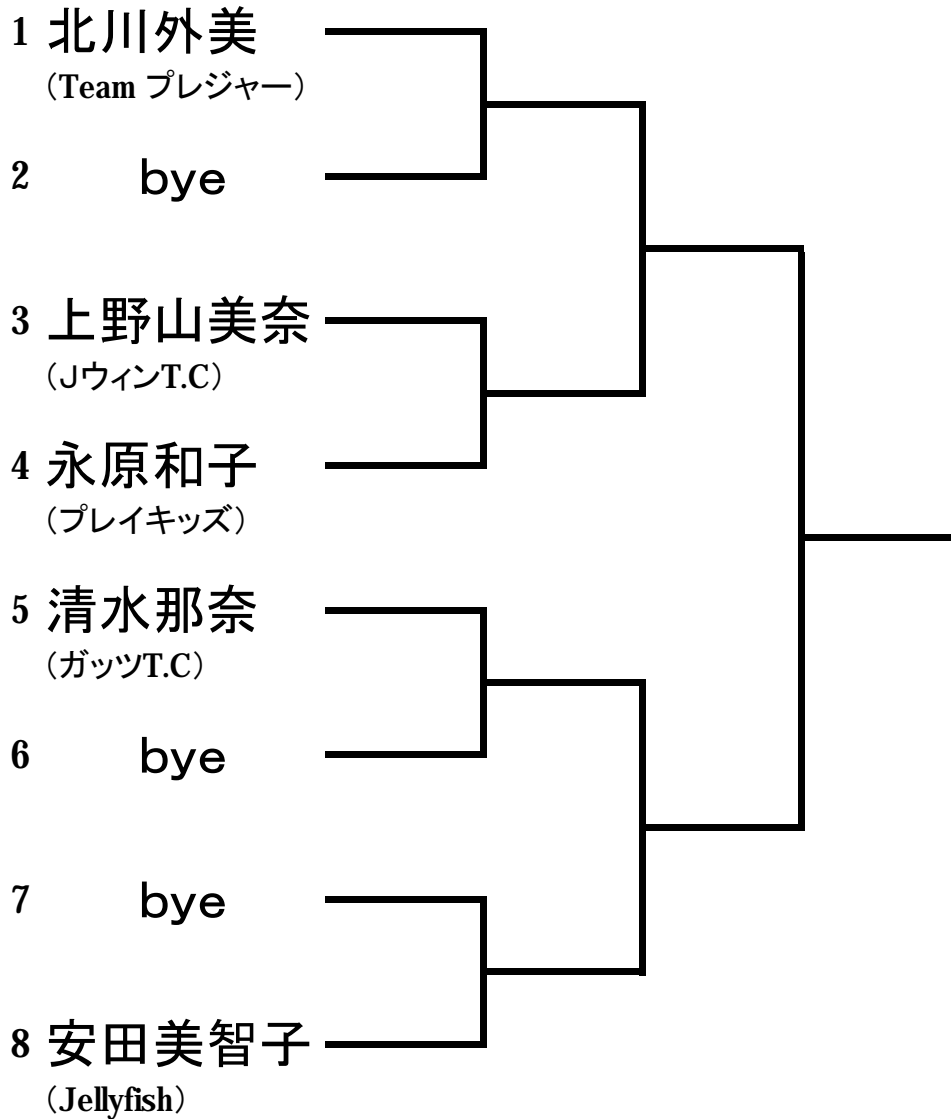 1 北川外美
（Team プレジャー）
2 bye
3 上野山美奈
（JウィンT.C）
4 永原和子
（プレイキッズ）
5 清水那奈
（ガッツT.C）
6 bye
7 bye
8 安田美智子
（Jellyfish）